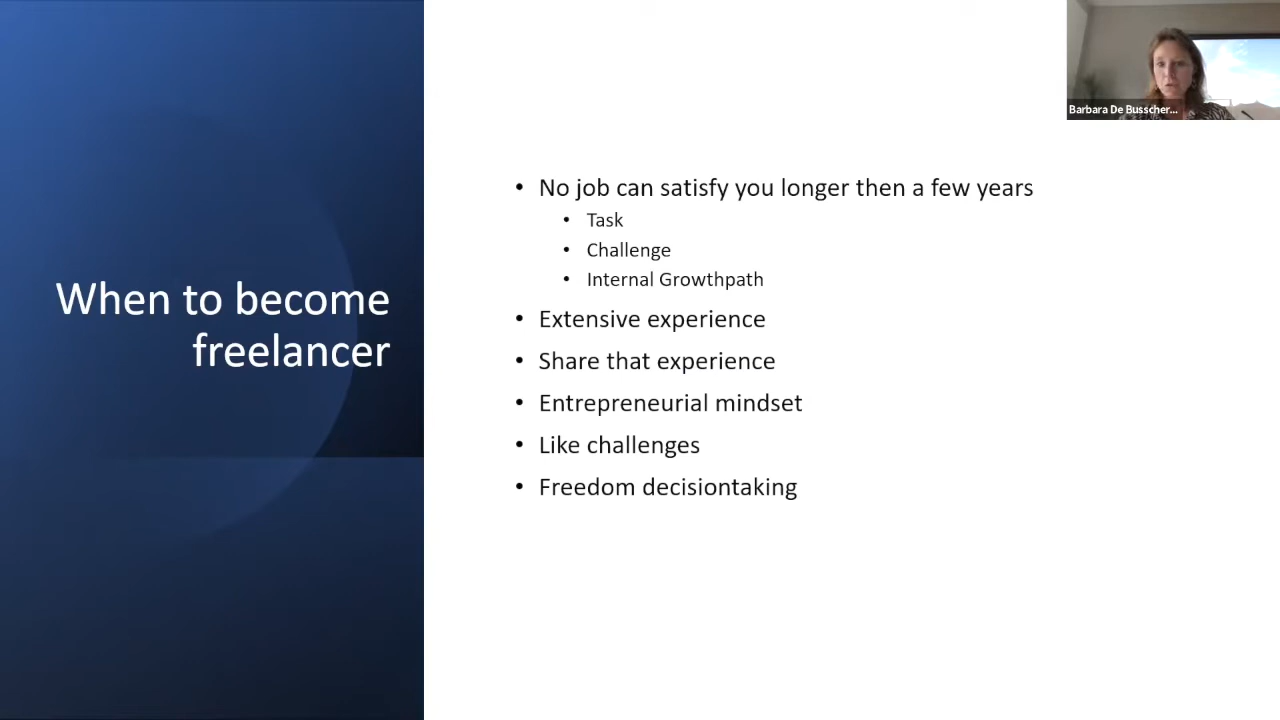 Barbara De Busscher...
When to become
freelancer
• No job can satisfy you longer then a few years
• Task
• Challenge
• Internal Growthpath
• Extensive experience
• Share that experience
• Entrepreneurial mindset
• Like challenges
• Freedom decisiontaking